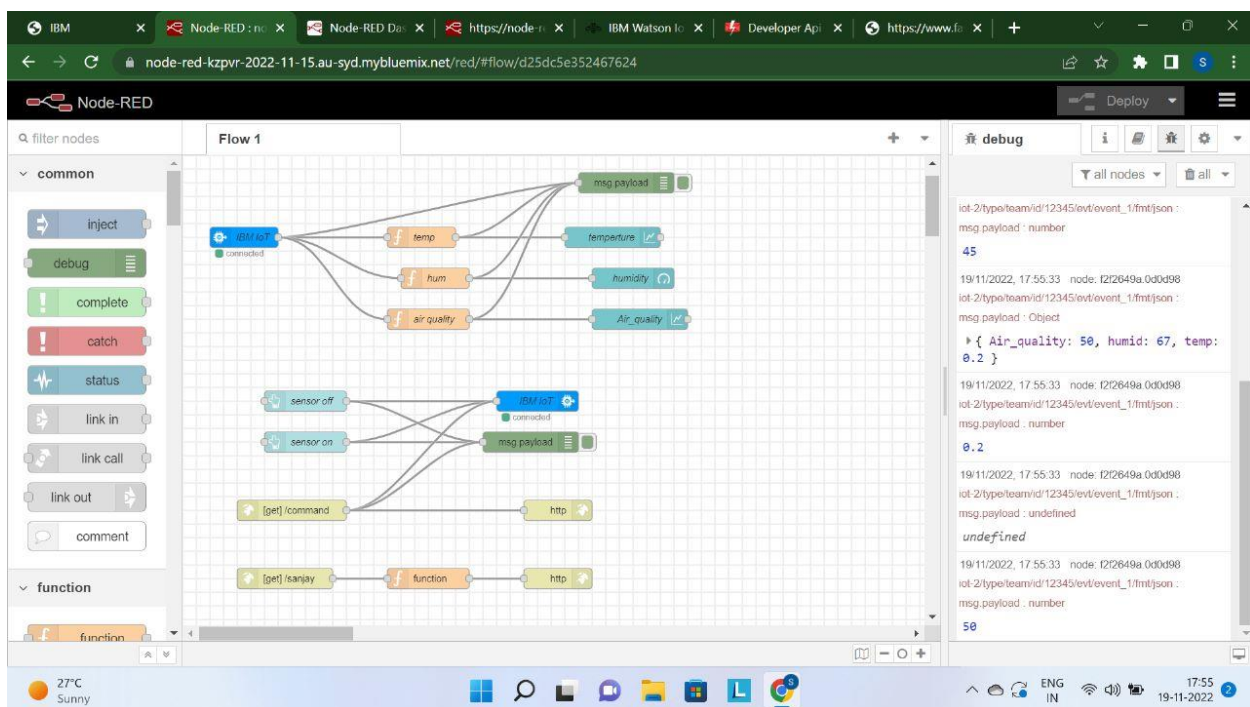 IBM
Node-RED : no
Node-RED Das
https://node-r
IBM Watson Io
Developer Api
https://www.fa
node-red-kzpvr-2022-11-15.au-syd.mybluemix.net/red/#flow/d25dc5e352467624
S
Node-RED
Deploy
filter nodes
Flow 1
debug
i
all nodes
all
common
inject
debug
complete
catch
status
link in
link call
link out
comment
function
function
msg.payload
IBM IoT
connected
temp
temperture
hum
humidity
air quality
Air_quality
sensor off
IBM IoT
connected
sensor on
msg.payload
[get] /command
http
[get] /sanjay
function
http
iot-2/type/team/id/12345/evt/event_1/fmt/json :
msg.payload : number
45
19/11/2022, 17:55:33 node: f2f2649a.0d0d98
iot-2/type/team/id/12345/evt/event_1/fmt/json :
msg.payload : Object
{ Air_quality: 50, humid: 67, temp:
0.2 }
19/11/2022, 17:55:33 node: f2f2649a.0d0d98
iot-2/type/team/id/12345/evt/event_1/fmt/json :
msg.payload : number
0.2
19/11/2022, 17:55:33 node: f2f2649a.0d0d98
iot-2/type/team/id/12345/evt/event_1/fmt/json :
msg.payload : undefined
undefined
19/11/2022, 17:55:33 node: f2f2649a.0d0d98
iot-2/type/team/id/12345/evt/event_1/fmt/json :
msg.payload : number
50
27°C
Sunny
L
S
ENG
IN
17:55
19-11-2022
2